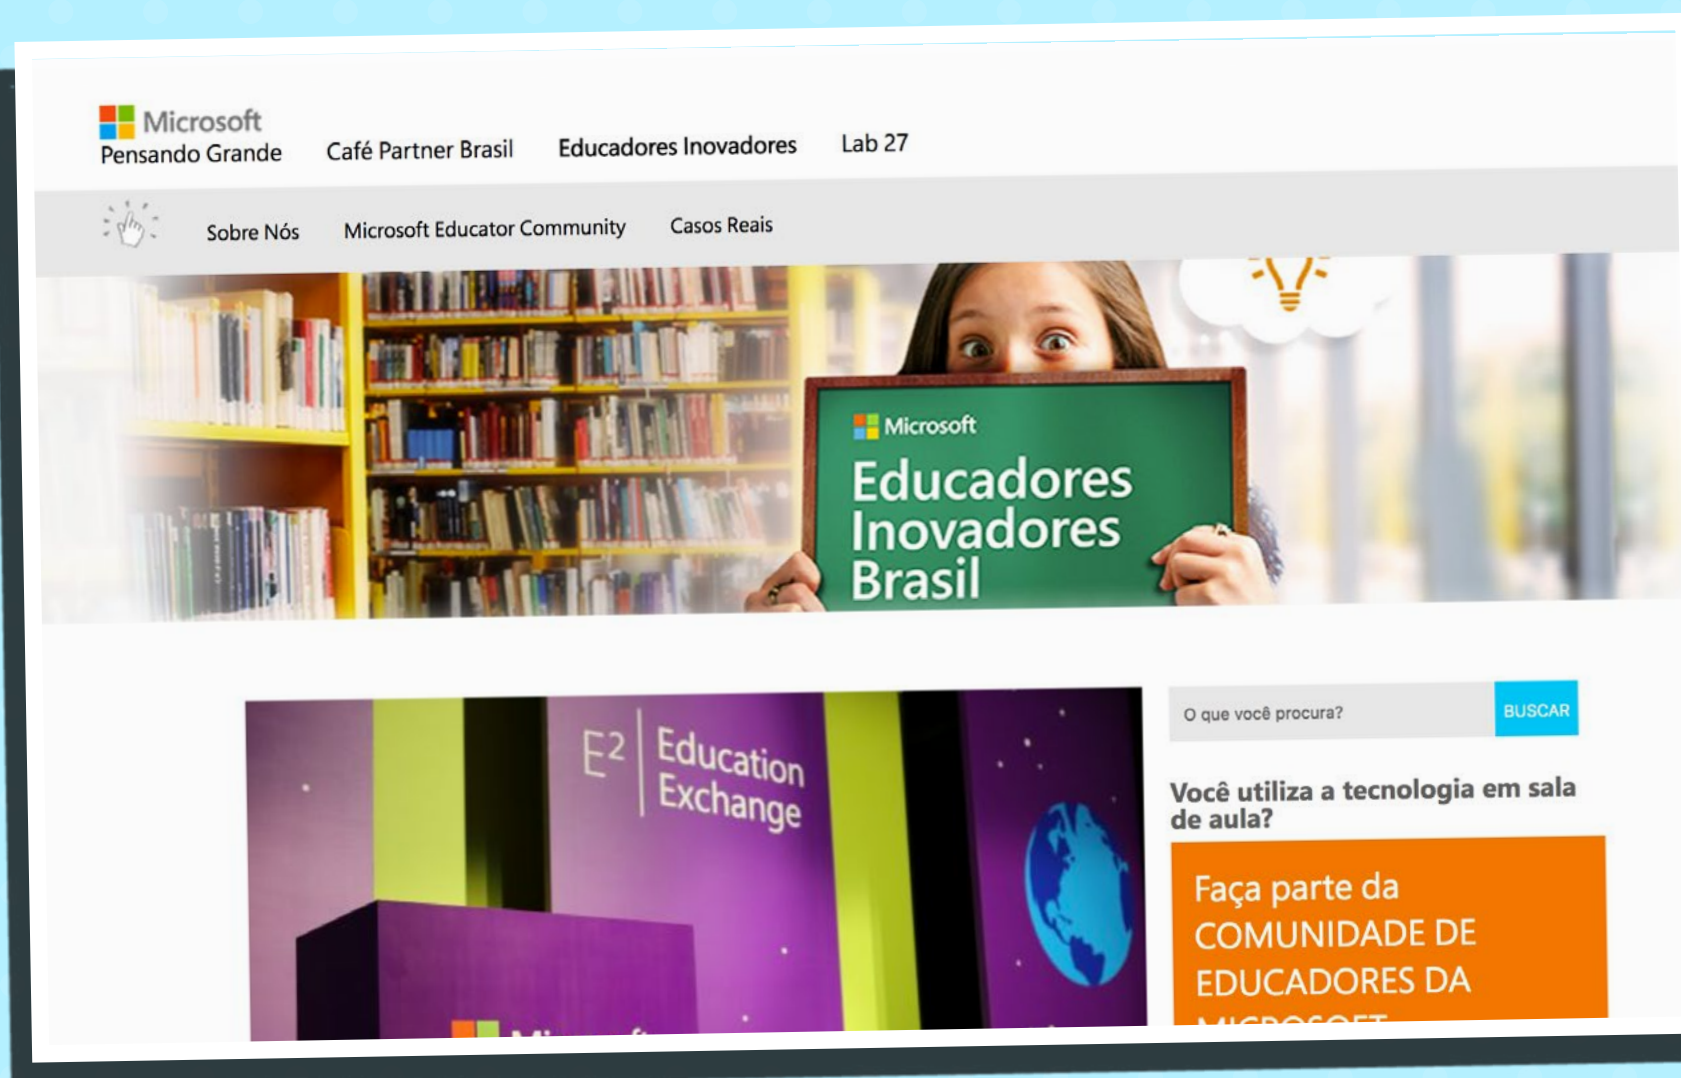 Microsoft
Pensando Grande Café Partner Brasil Educadores Inovadores Lab 27
Sobre Nós Microsoft Educator Community Casos Reais
Microsoft
Educadores
Inovadores
Brasil
E² Education
Exchange
Microsoft
O que você procura? BUSCAR
Você utiliza a tecnologia em sala
de aula?
Faça parte da
COMUNIDADE DE
EDUCADORES DA
MICROSOFT